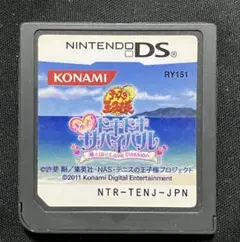 NINTENDO DS
KONAMI
RY151
テニスの
王子様
ドキドキ
サバイバル
©許斐 剛／集英社・NAS・テニスの王子様プロジェクト
©2011 Konami Digital Entertainment
NTR-TENJ-JPN